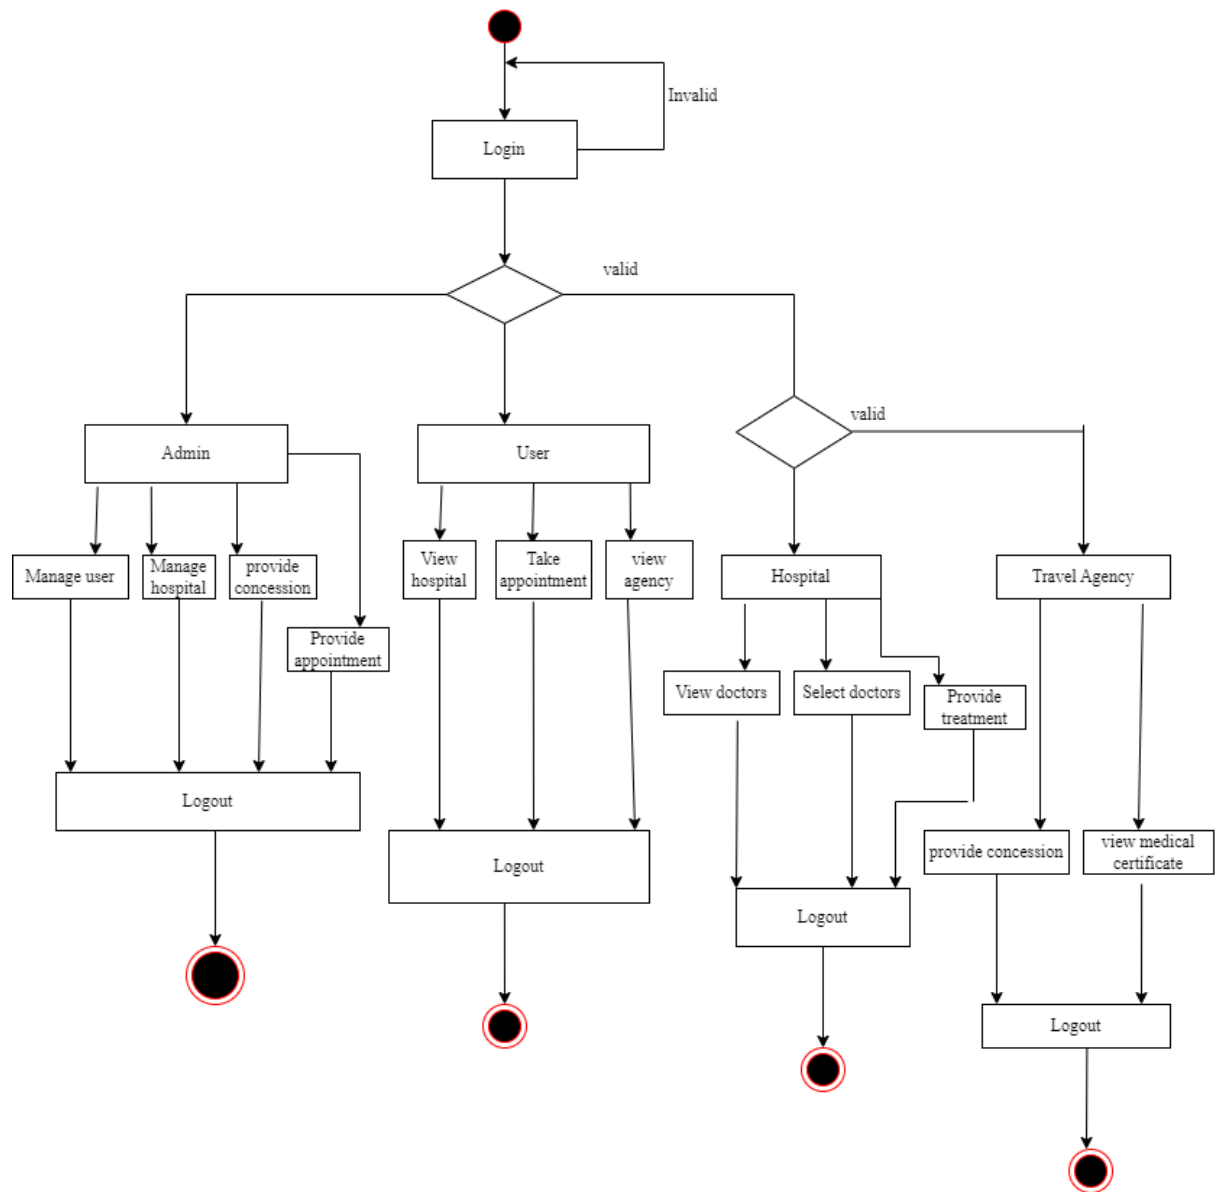 Invalid
Login
valid
valid
Admin
User
Manage user
Manage
hospital
provide
concession
Provide
appointment
View
hospital
Take
appointment
view
agency
Hospital
Travel Agency
View doctors
Select doctors
Provide
treatment
Logout
Logout
provide concession
view medical
certificate
Logout
Logout